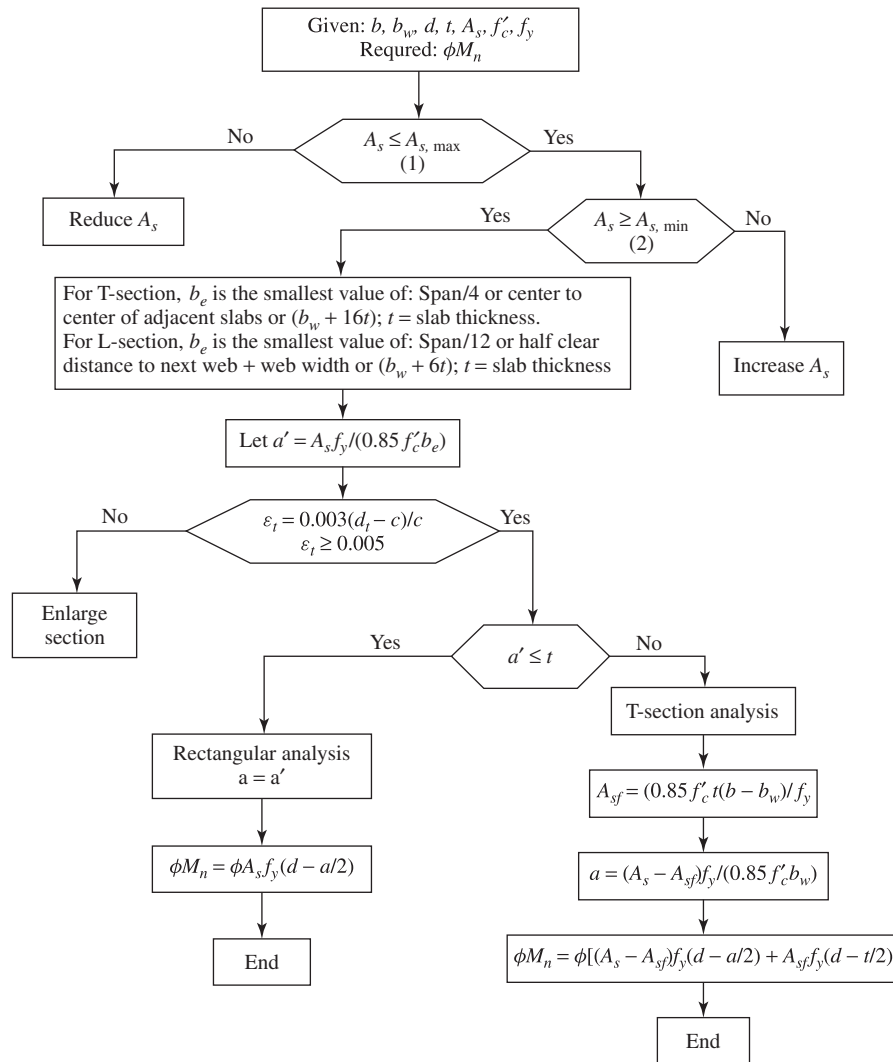 Given: b, b_w, d, t, A_s, f′_c, f_y
Requred: ϕM_n
No
A_s ≤ A_s, max
(1)
Yes
Reduce A_s
Yes
A_s ≥ A_s, min
(2)
No
For T-section, b_e is the smallest value of: Span/4 or center to
center of adjacent slabs or (b_w + 16t); t = slab thickness.
For L-section, b_e is the smallest value of: Span/12 or half clear
distance to next web + web width or (b_w + 6t); t = slab thickness
Increase A_s
Let a′ = A_s f_y/(0.85 f′_c b_e)
No
ε_t = 0.003(d_t − c)/c
ε_t ≥ 0.005
Yes
Enlarge
section
Yes
a′ ≤ t
No
T-section analysis
Rectangular analysis
a = a′
A_sf = (0.85 f′_c t(b − b_w)/f_y
ϕM_n = ϕA_s f_y(d − a/2)
a = (A_s − A_sf)f_y/(0.85 f′_c b_w)
End
ϕM_n = ϕ[(A_s − A_sf)f_y(d − a/2) + A_sf f_y(d − t/2)
End